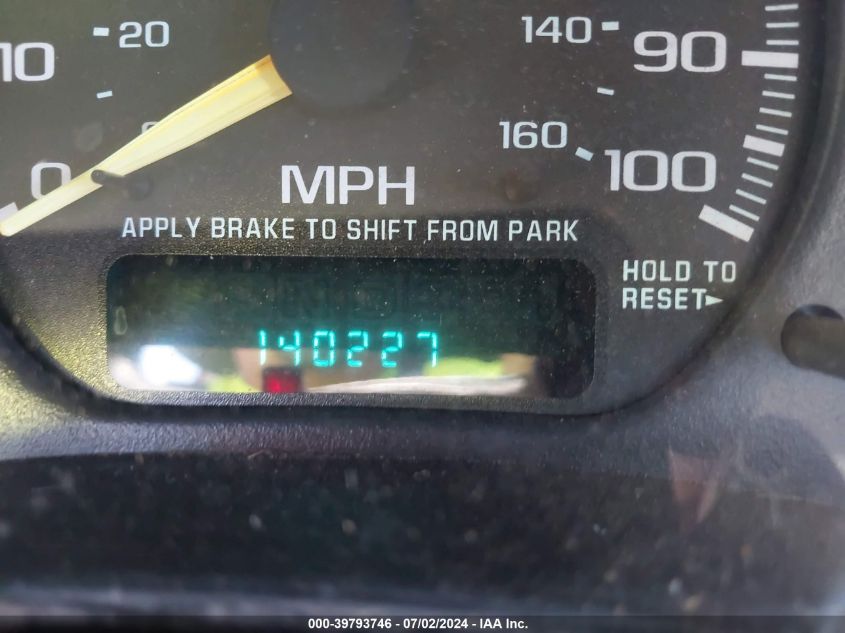 10 20 140 90
0 160 100
MPH
APPLY BRAKE TO SHIFT FROM PARK
HOLD TO
RESET►
140227
000-39793746 - 07/02/2024 - IAA Inc.